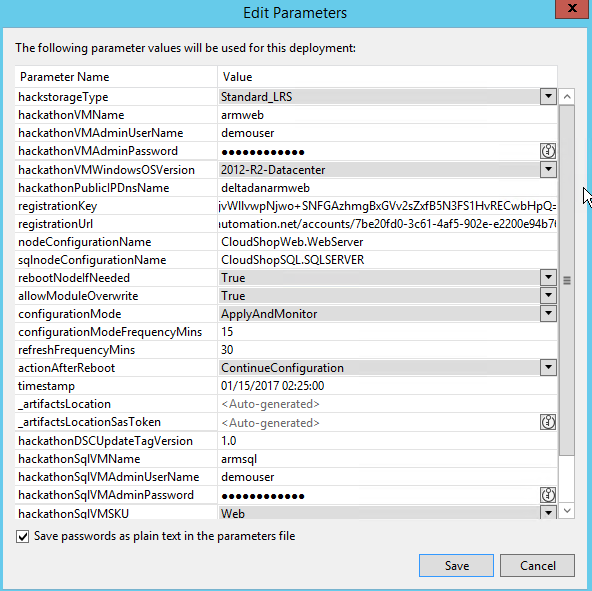 Edit Parameters
x
The following parameter values will be used for this deployment:
Parameter Name Value
hackstorageType Standard_LRS
hackathonVMName armweb
hackathonVMAdminUserName demouser
hackathonVMAdminPassword ●●●●●●●●●●●●
hackathonVMWindowsOSVersion 2012-R2-Datacenter
hackathonPublicIPDnsName deltadanarmweb
registrationKey
registrationUrl automation.net/accounts/7be20fd0-3c61-4af5-902e-e2200e94b76
nodeConfigurationName CloudShopWeb.WebServer
sqlnodeConfigurationName CloudShopSQL.SQLSERVER
rebootNodeIfNeeded True
allowModuleOverwrite True
configurationMode ApplyAndMonitor
configurationModeFrequencyMins 15
refreshFrequencyMins 30
actionAfterReboot ContinueConfiguration
timestamp 01/15/2017 02:25:00
_artifactsLocation <Auto-generated>
_artifactsLocationSasToken <Auto-generated>
hackathonDSCUpdateTagVersion 1.0
hackathonSqlVMName armsql
hackathonSqlVMAdminUserName demouser
hackathonSqlVMAdminPassword ●●●●●●●●●●●●
hackathonSqlVMSKU Web
Save passwords as plain text in the parameters file
Save Cancel